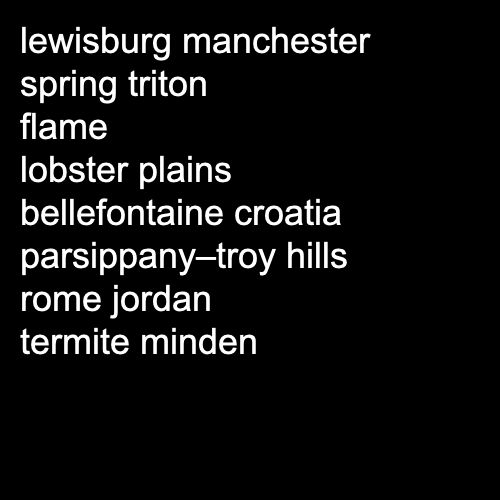 lewisburg manchester
spring triton
flame
lobster plains
bellefontaine croatia
parsippany–troy hills
rome jordan
termite minden